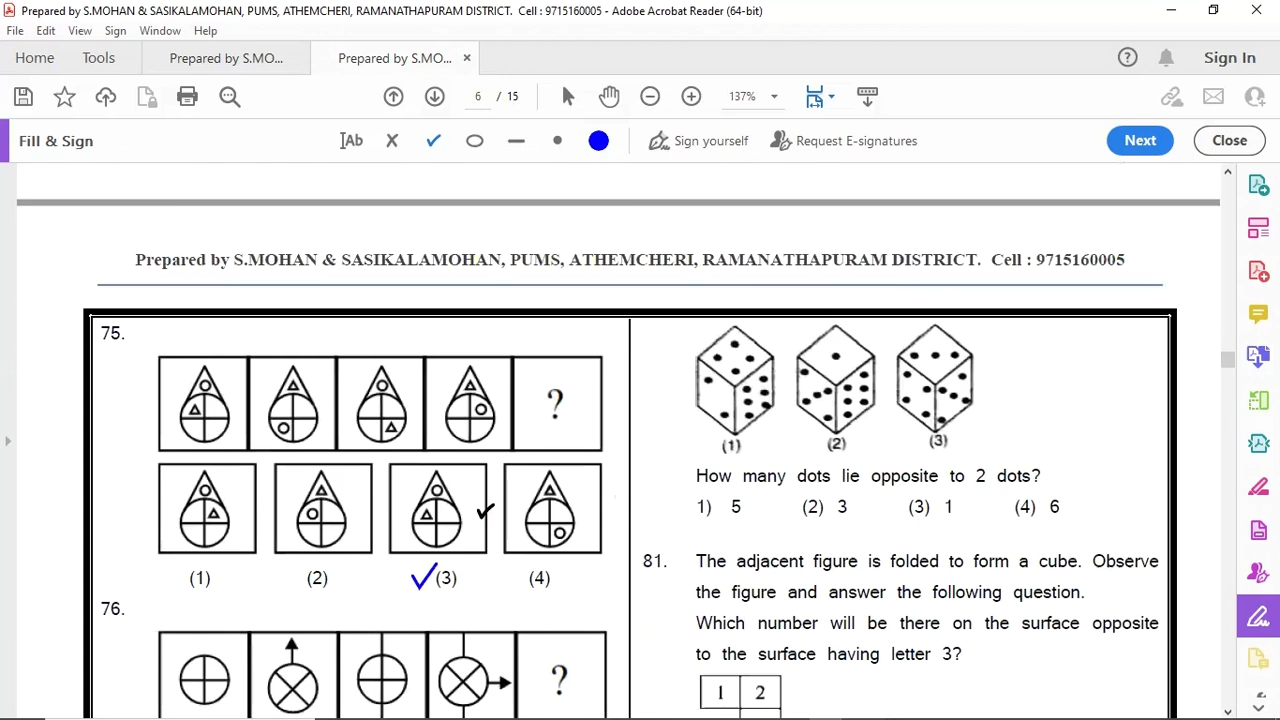 Prepared by S.MOHAN & SASIKALAMOHAN, PUMS, ATHEMCHERI, RAMANATHAPURAM DISTRICT. Cell : 9715160005 - Adobe Acrobat Reader (64-bit)
File Edit View Sign Window Help
Home Tools Prepared by S.MO... Prepared by S.MO... × Sign In
6 / 15 137%
Fill & Sign Ab Sign yourself Request E-signatures Next Close
Prepared by S.MOHAN & SASIKALAMOHAN, PUMS, ATHEMCHERI, RAMANATHAPURAM DISTRICT. Cell : 9715160005
75.
?
(1) (2) (3) (4)
76.
?
(1) (2) (3)
How many dots lie opposite to 2 dots?
1) 5 (2) 3 (3) 1 (4) 6
81. The adjacent figure is folded to form a cube. Observe
the figure and answer the following question.
Which number will be there on the surface opposite
to the surface having letter 3?
1 2